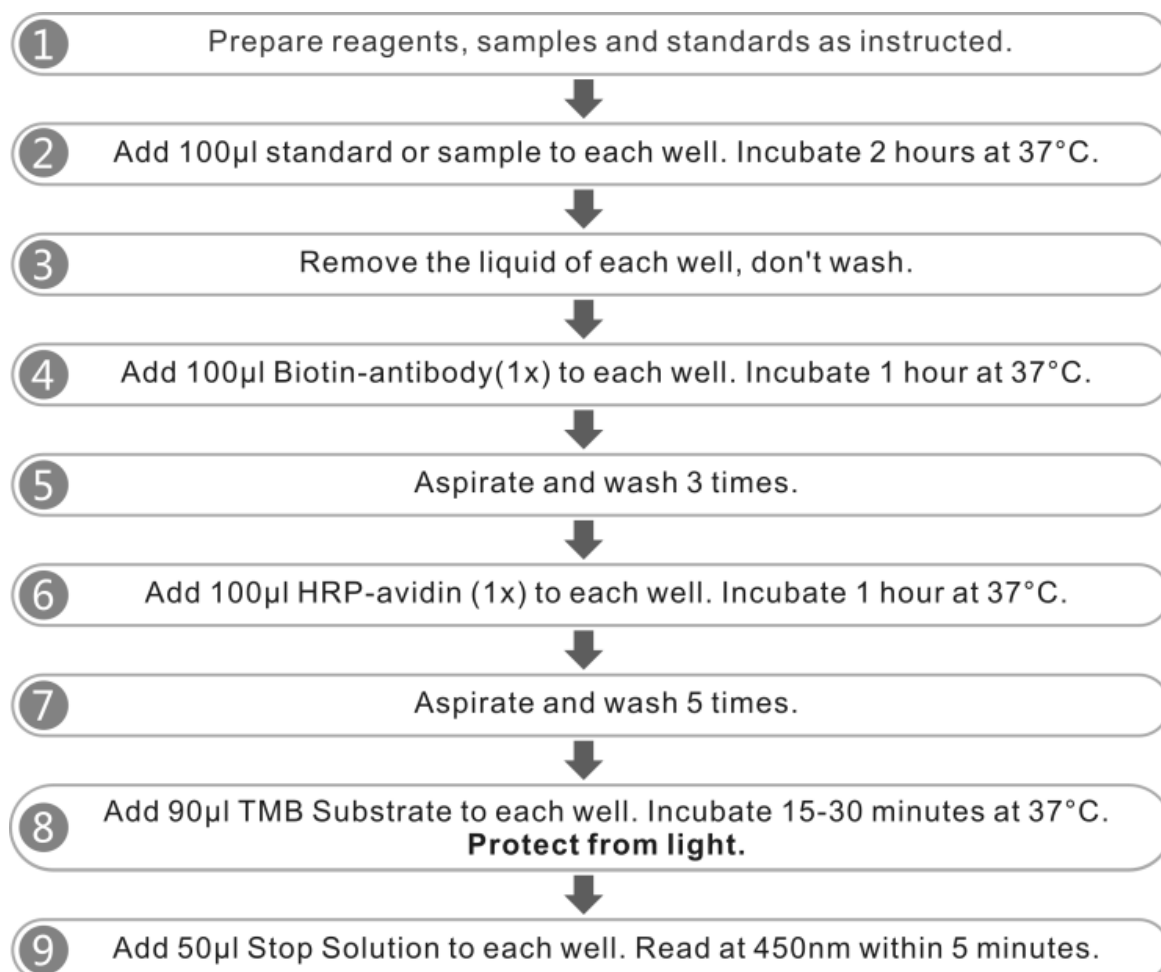 1 Prepare reagents, samples and standards as instructed.
2 Add 100µl standard or sample to each well. Incubate 2 hours at 37°C.
3 Remove the liquid of each well, don't wash.
4 Add 100µl Biotin-antibody(1x) to each well. Incubate 1 hour at 37°C.
5 Aspirate and wash 3 times.
6 Add 100µl HRP-avidin (1x) to each well. Incubate 1 hour at 37°C.
7 Aspirate and wash 5 times.
8 Add 90µl TMB Substrate to each well. Incubate 15-30 minutes at 37°C.
Protect from light.
9 Add 50µl Stop Solution to each well. Read at 450nm within 5 minutes.